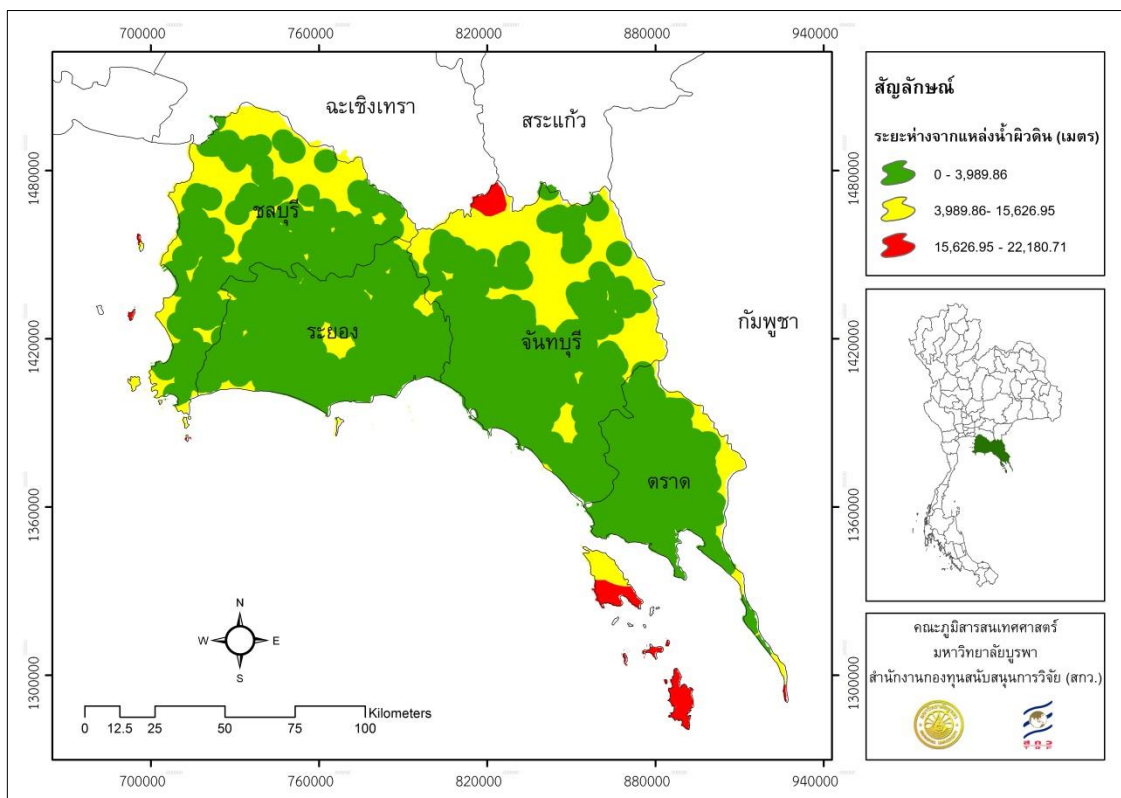 700000 760000 820000 880000 940000
ฉะเชิงเทรา
สระแก้ว
ชลบุรี
ระยอง
จันทบุรี
ตราด
กัมพูชา
1480000
1420000
1360000
1300000
1480000
1420000
1360000
1300000
N
W E
S
0 12.5 25 50 75 100
Kilometers
700000 760000 820000 880000 940000
สัญลักษณ์
ระยะห่างจากแหล่งน้ำผิวดิน (เมตร)
0 - 3,989.86
3,989.86- 15,626.95
15,626.95 - 22,180.71
คณะภูมิสารสนเทศศาสตร์
มหาวิทยาลัยบูรพา
สำนักงานกองทุนสนับสนุนการวิจัย (สกว.)